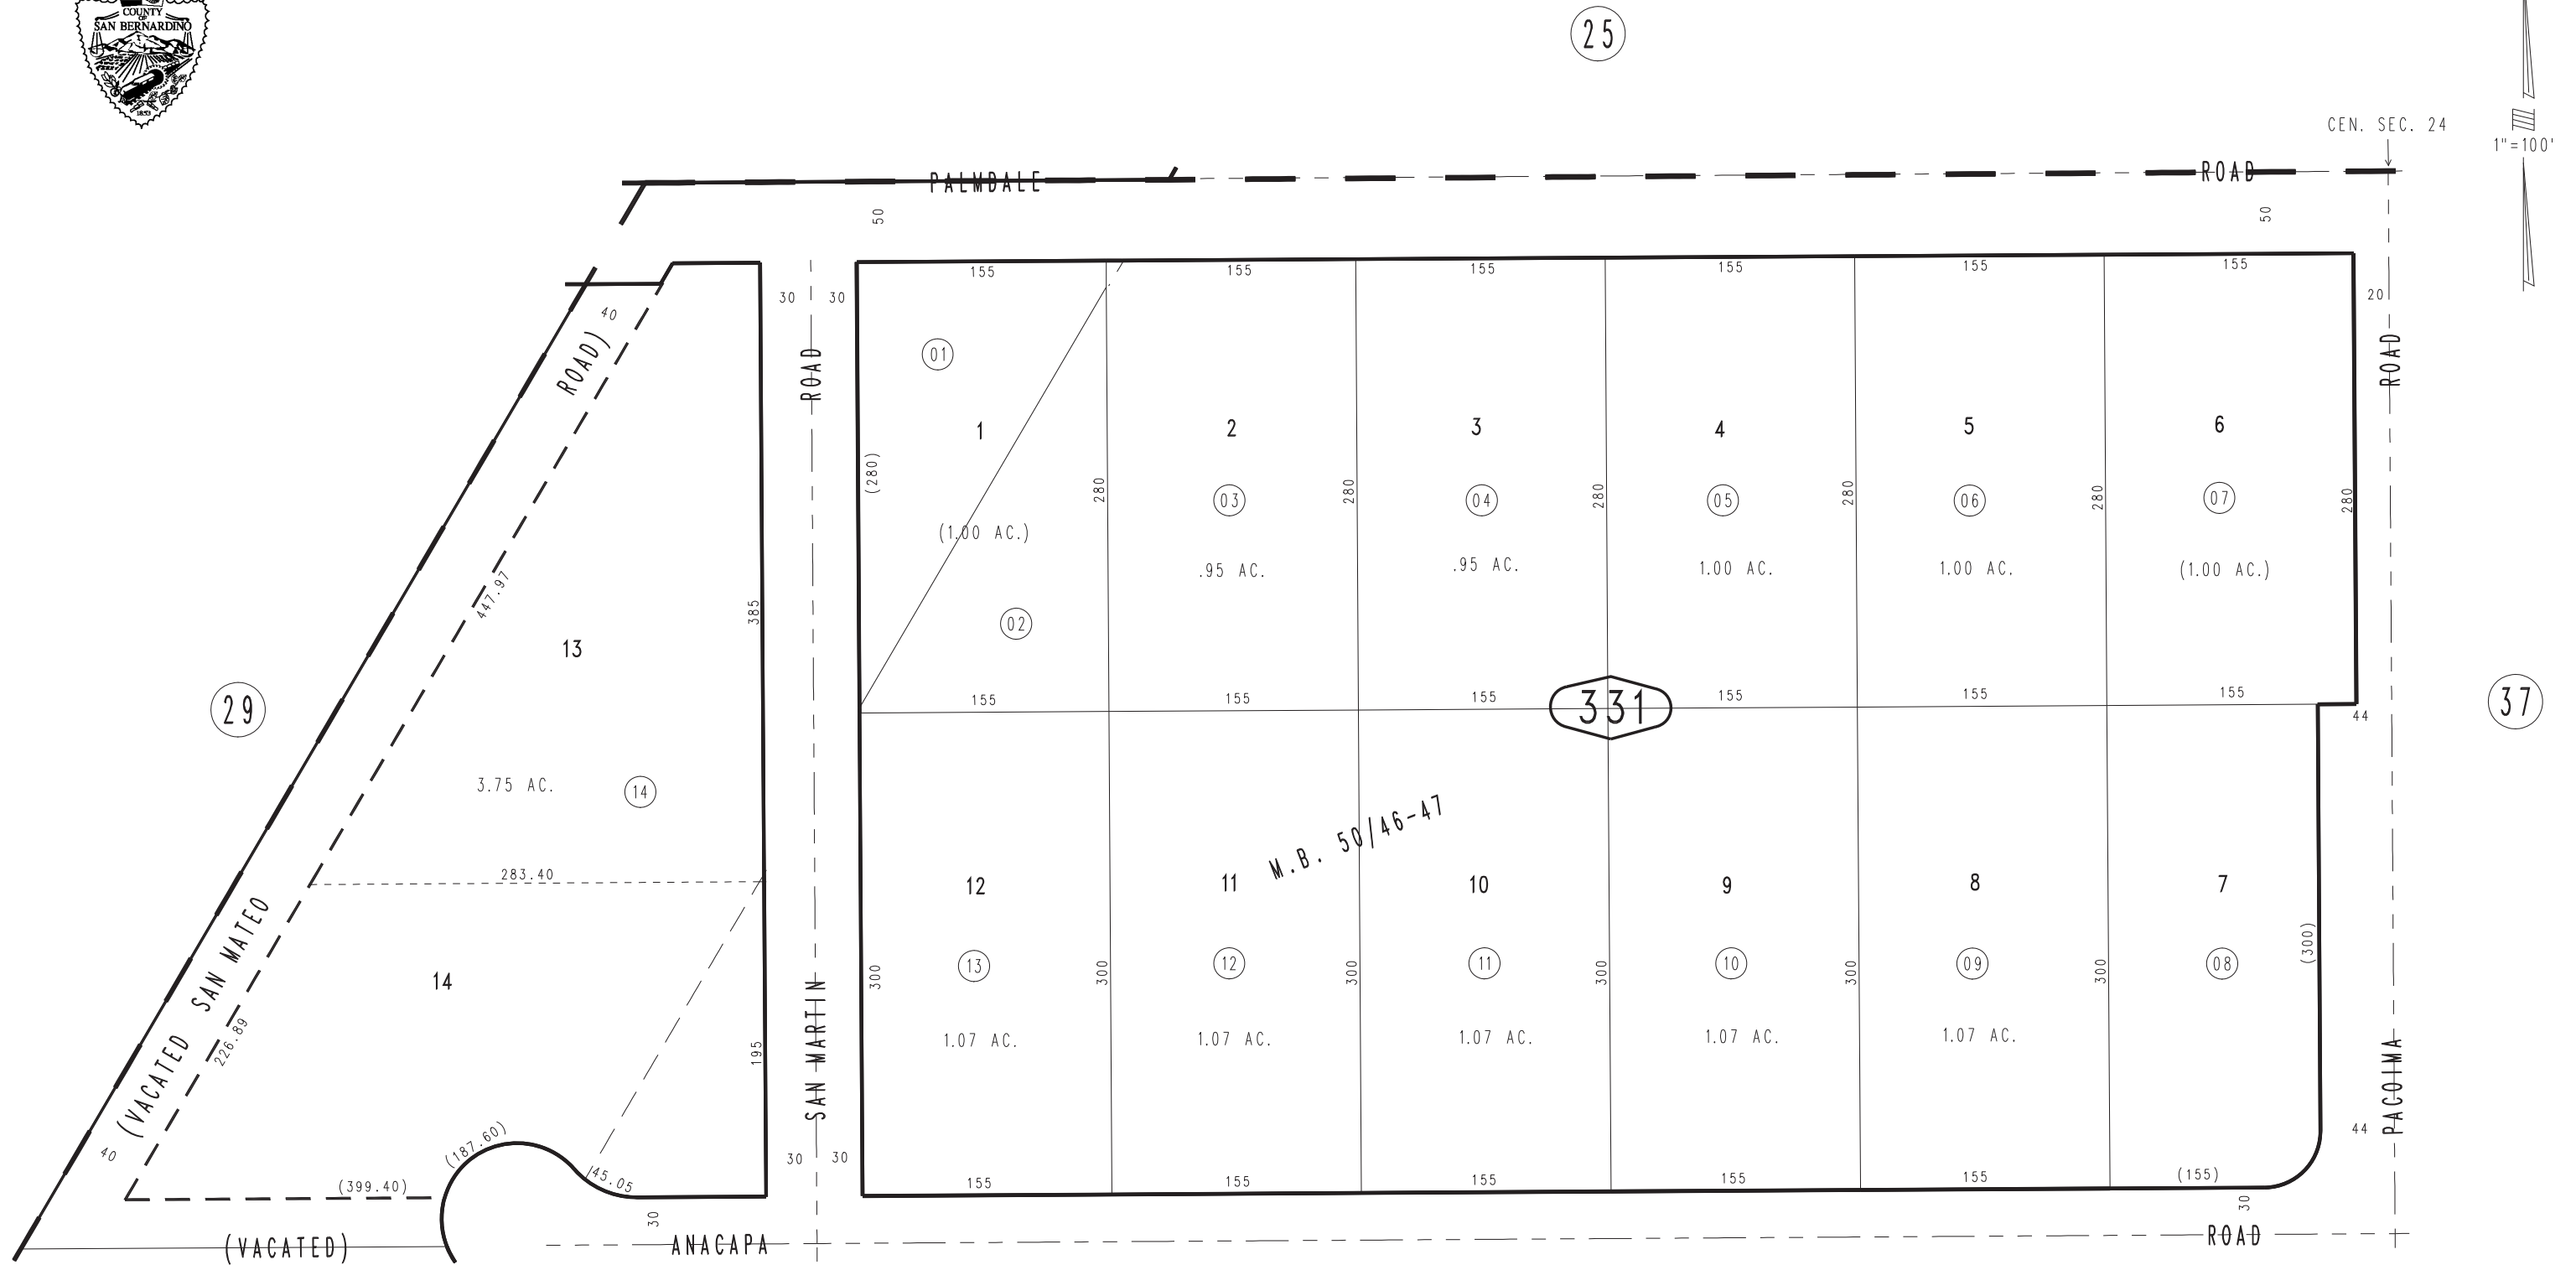 COUNTY
OF
SAN BERNARDINO
1853
25
CEN. SEC. 24
1"=100'
PALMDALE ROAD
50 50
155 155 155 155 155 155
30 30 20
40
ROAD)
ROAD
ROAD
01
1 2 3 4 5 6
(280) 280 280 280 280 280 280
03 04 05 06 07
(1.00 AC.) .95 AC. .95 AC. 1.00 AC. 1.00 AC. (1.00 AC.)
447.97
385
02
13
29
155 155 155 155 155 155
331
44
37
3.75 AC. 14
M.B. 50/46-47
283.40
12 11 10 9 8 7
(VACATED SAN MATEO
14
300 300 300 300 300 300 (300)
13 12 11 10 09 08
226.89
195
1.07 AC. 1.07 AC. 1.07 AC. 1.07 AC. 1.07 AC.
SAN MARTIN
PACOIMA
40
(187.60)
30 30
44
45.05
(399.40)
155 155 155 155 155 (155)
30 30
(VACATED) ANACAPA ROAD